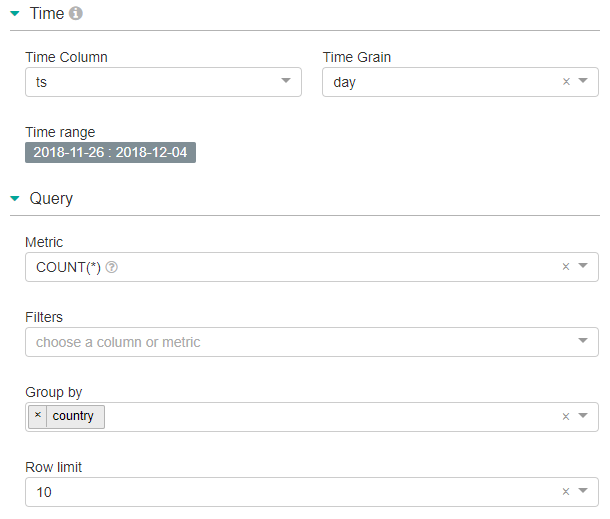 Time
Time Column
Time Grain
ts
day
Time range
2018-11-26 : 2018-12-04
Query
Metric
COUNT(*)
Filters
choose a column or metric
Group by
× country
Row limit
10